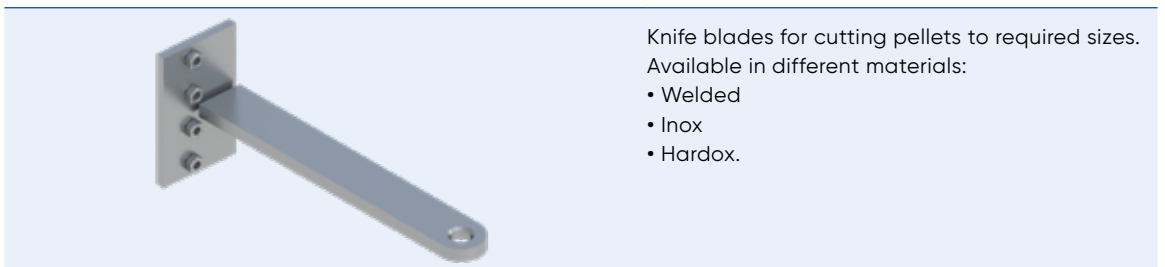 Knife blades for cutting pellets to required sizes.
Available in different materials:
• Welded
• Inox
• Hardox.